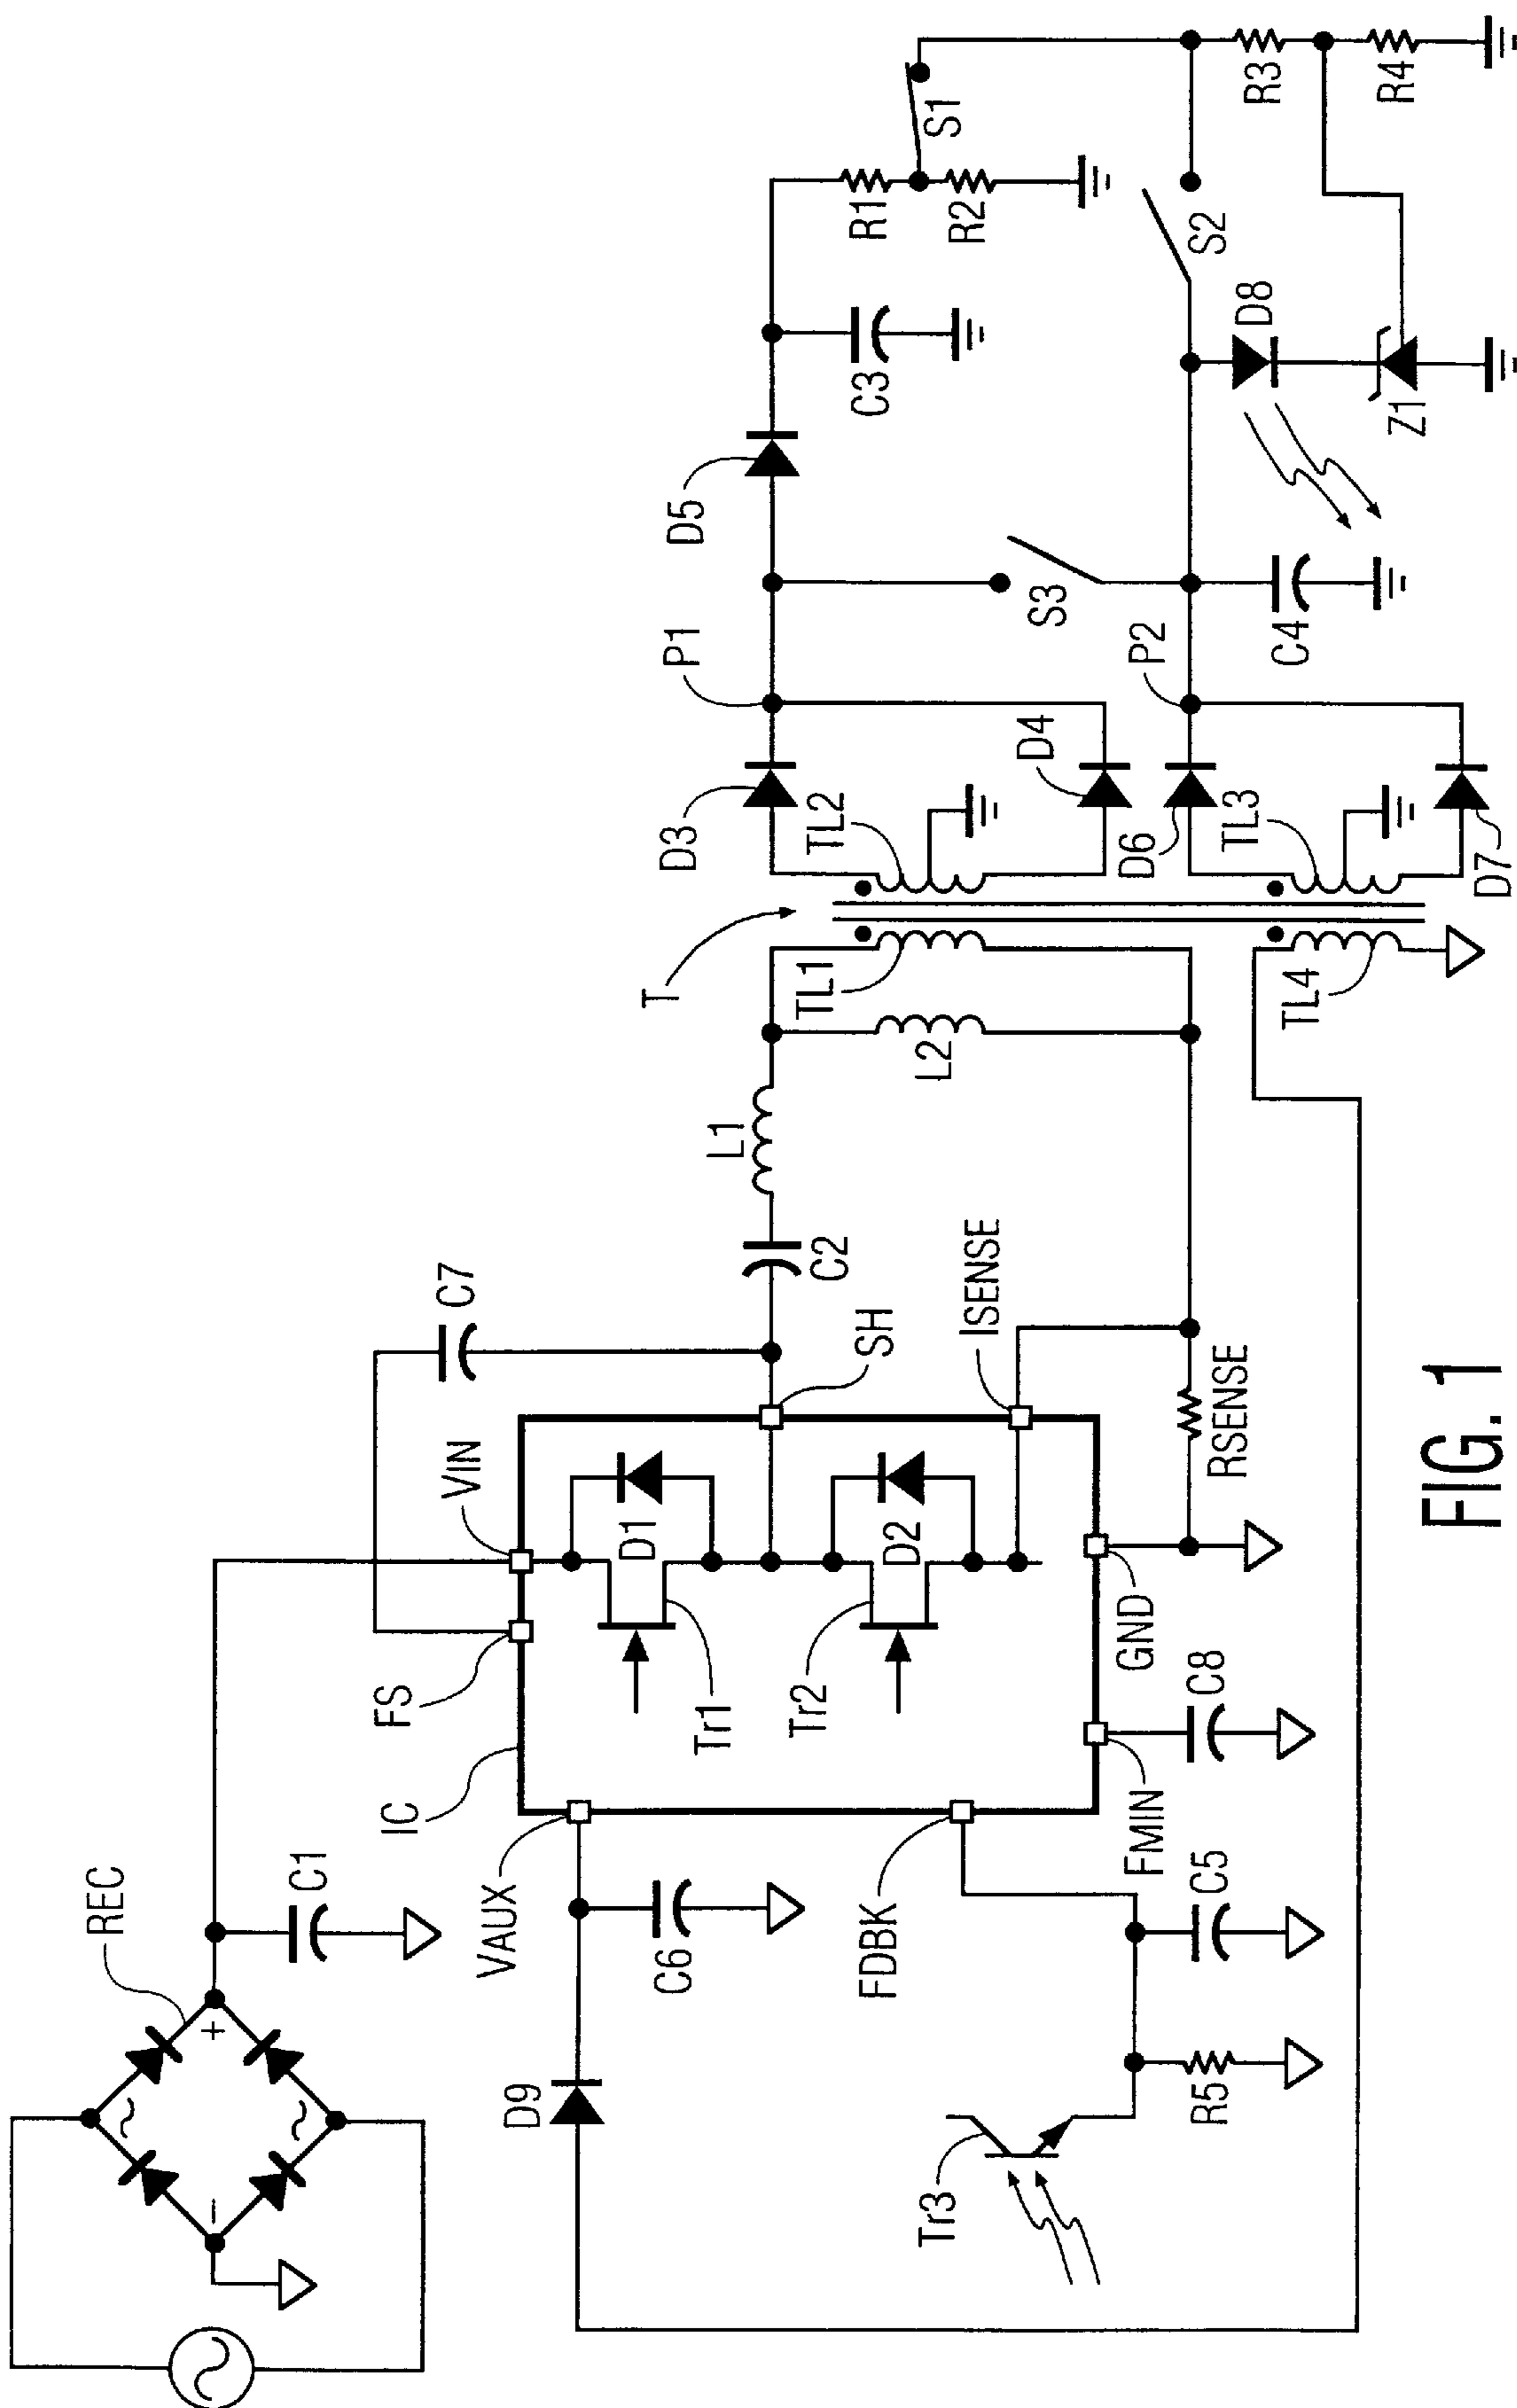 REC
C1
IC
FS
VIN
C7
VAUX
C6
D9
Tr1
D1
Tr2
D2
SH
ISENSE
FDBK
FMIN
GND
C8
C5
R5
Tr3
RSENSE
C2
L1
L2
T
TL1
TL2
TL3
TL4
D3
D4
D6
D7
P1
P2
D5
S3
C4
C3
R1
R2
S1
S2
D8
Z1
R3
R4
+
−
~
~
FIG. 1